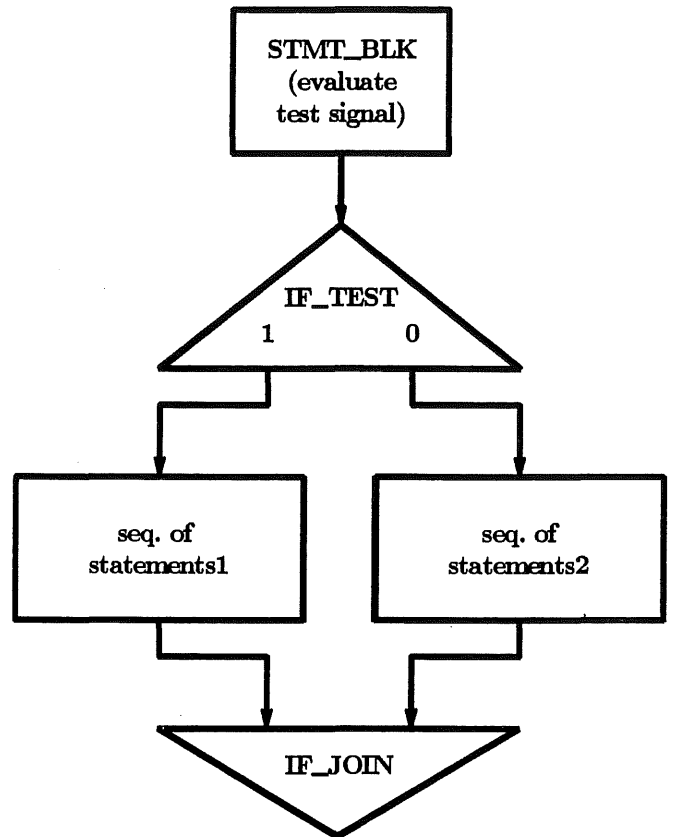 STMT_BLK
(evaluate
test signal)
IF_TEST
1 0
seq. of
statements1
seq. of
statements2
IF_JOIN